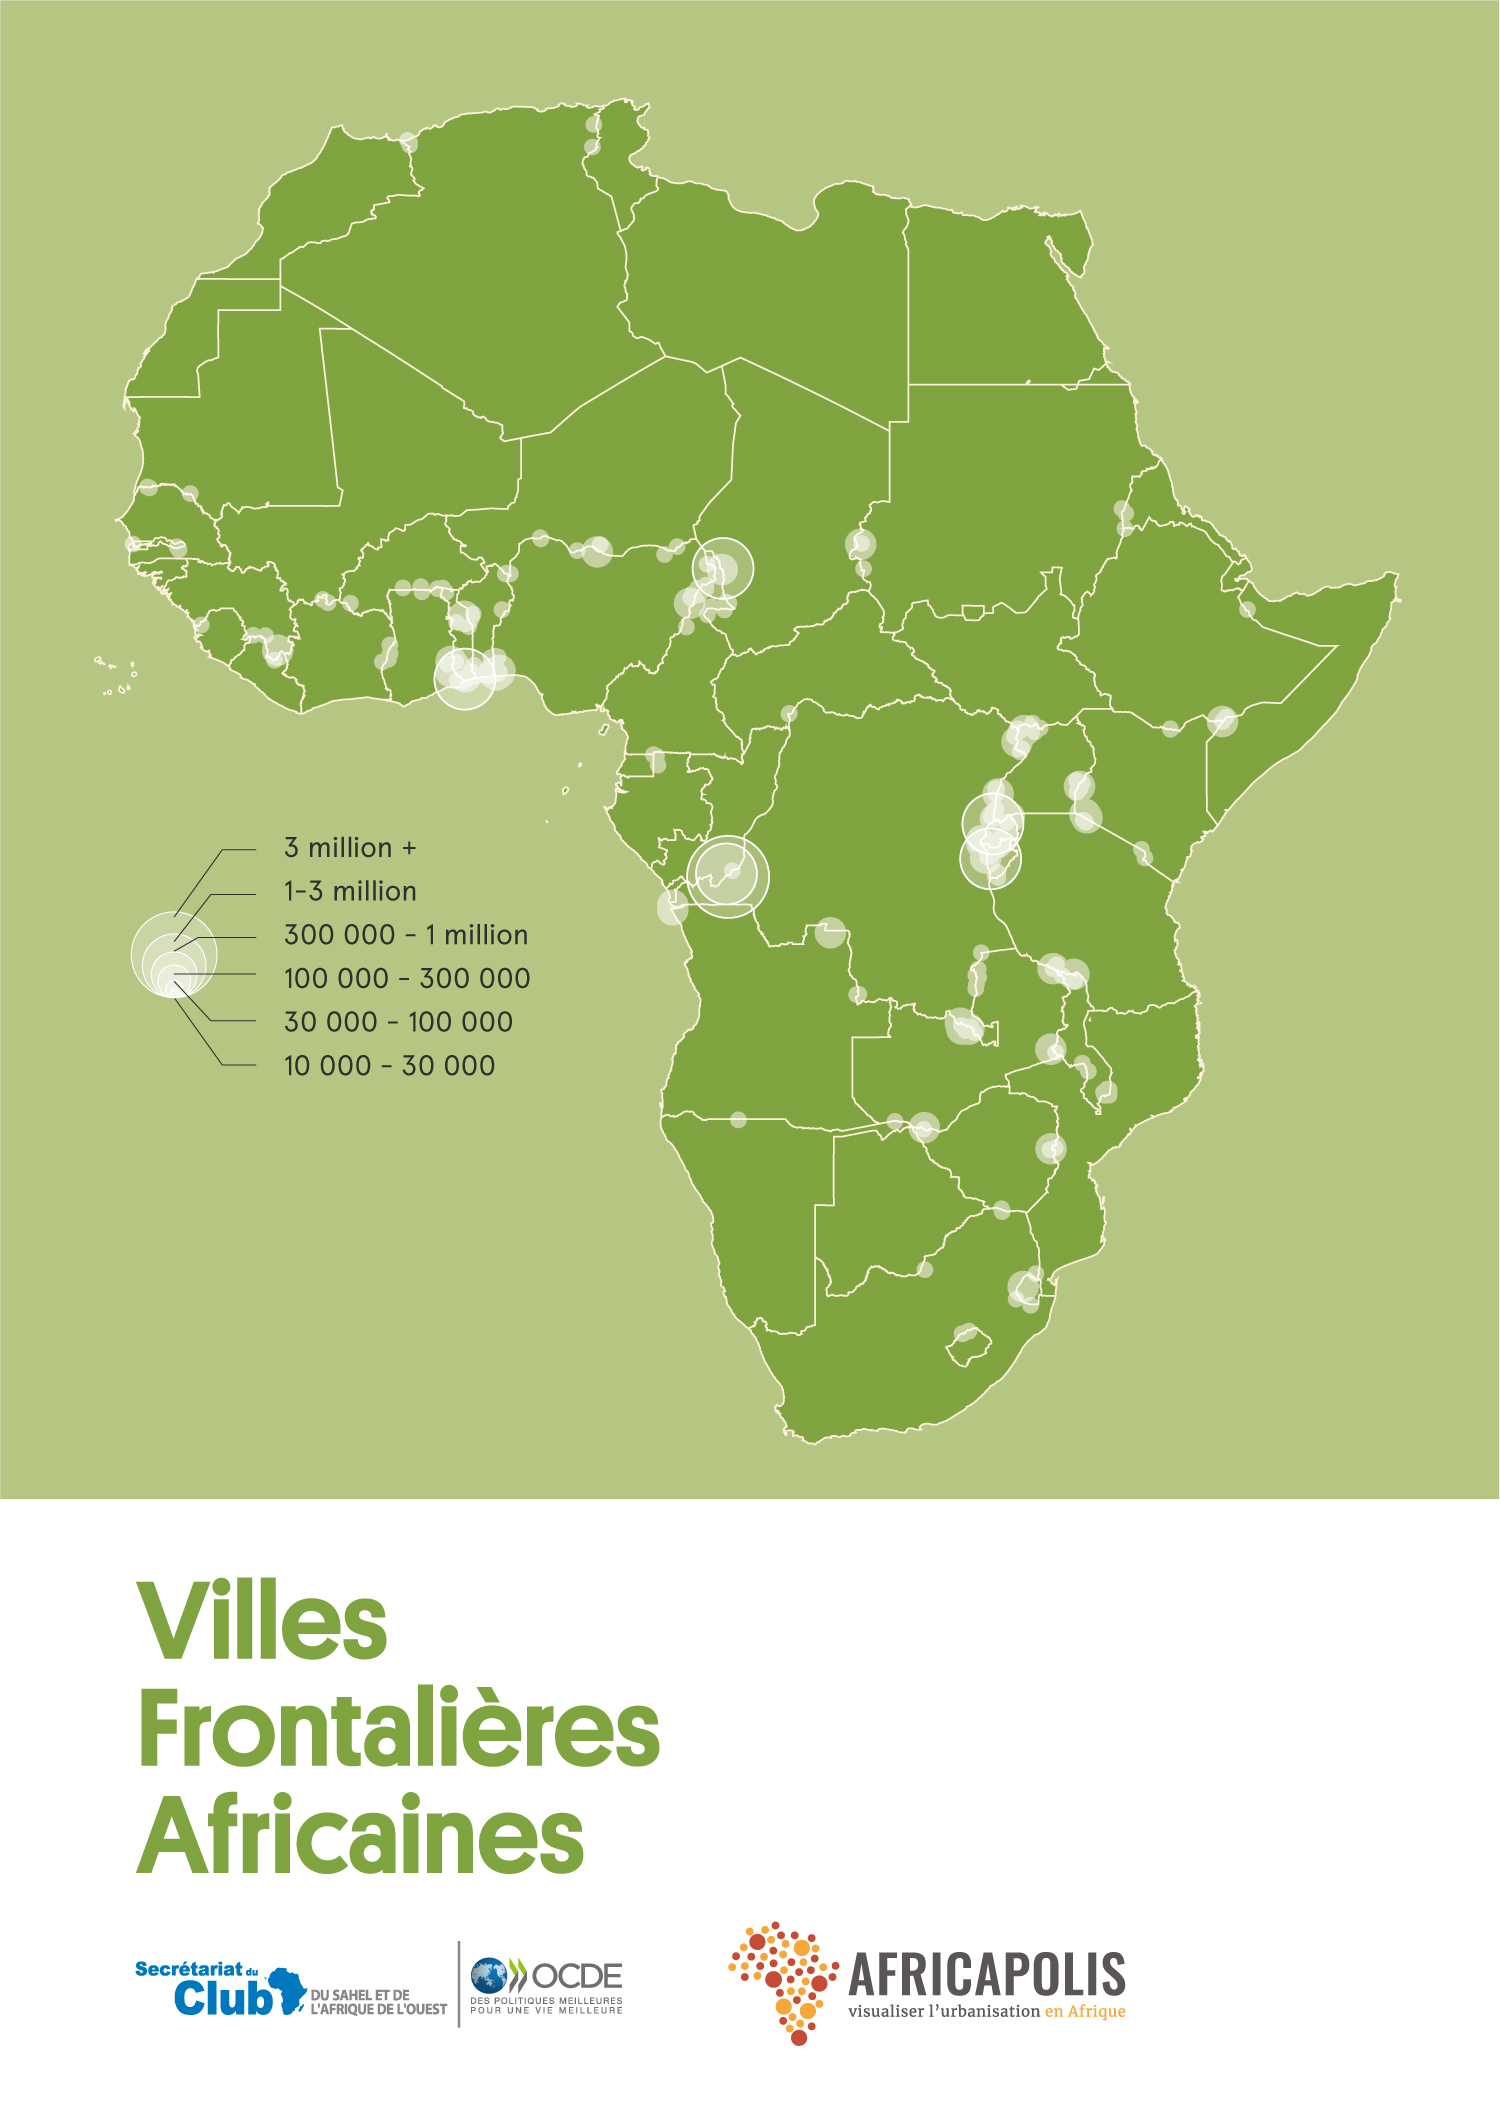 3 million +
1-3 million
300 000 - 1 million
100 000 - 300 000
30 000 - 100 000
10 000 - 30 000
Villes
Frontalières
Africaines
Secrétariat du
Club
DU SAHEL ET DE
L'AFRIQUE DE L'OUEST
OCDE
DES POLITIQUES MEILLEURES
POUR UNE VIE MEILLEURE
AFRICAPOLIS
visualiser l'urbanisation en Afrique